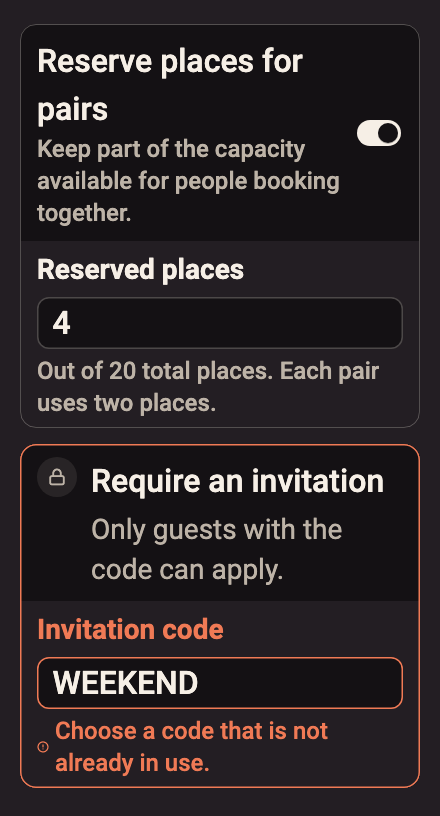 Reserve places for
pairs
Keep part of the capacity
available for people booking
together.
Reserved places
4
Out of 20 total places. Each pair
uses two places.
Require an invitation
Only guests with the
code can apply.
Invitation code
WEEKEND
Choose a code that is not
already in use.